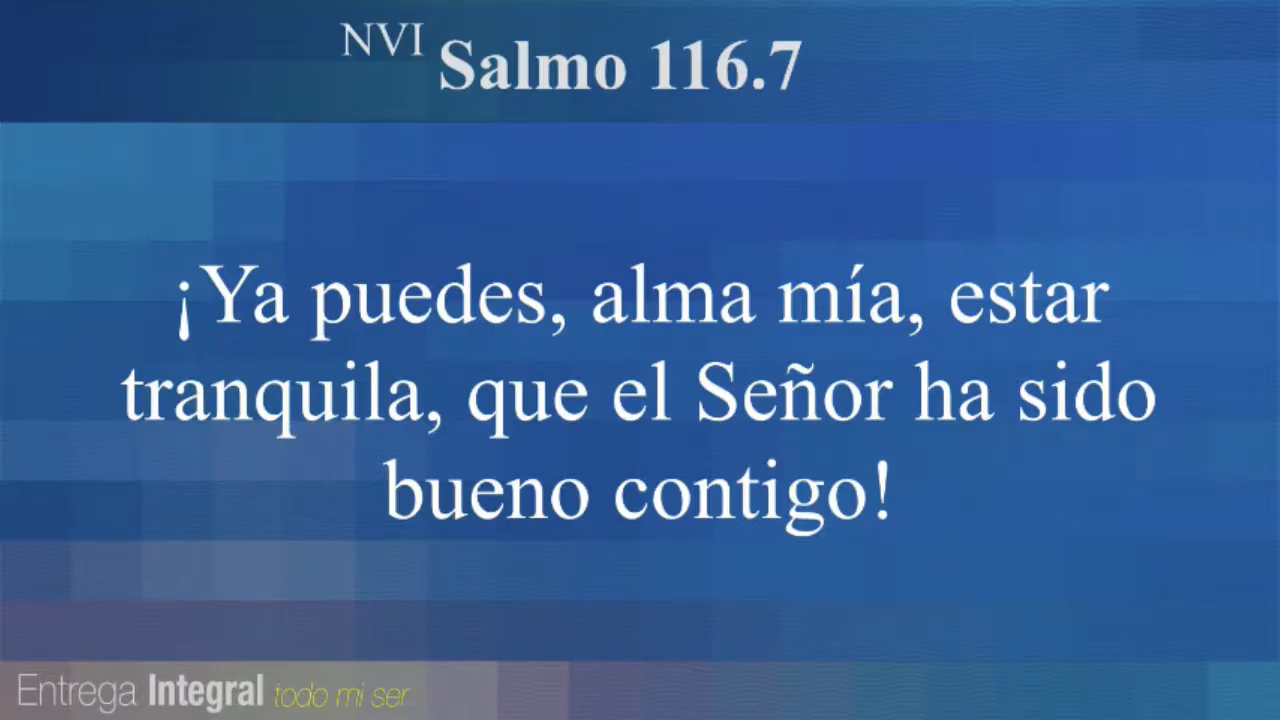 NVI Salmo 116.7
¡Ya puedes, alma mía, estar
tranquila, que el Señor ha sido
bueno contigo!
Entrega Integral todo mi ser